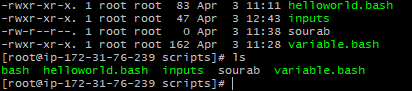 -rwxr-xr-x. 1 root root 83 Apr 3 11:11 helloworld.bash
-rwxr-xr-x. 1 root root 47 Apr 3 12:43 inputs
-rw-r--r--. 1 root root 0 Apr 3 11:38 sourab
-rwxr-xr-x. 1 root root 162 Apr 3 11:28 variable.bash
[root@ip-172-31-76-239 scripts]# ls
bash helloworld.bash inputs sourab variable.bash
[root@ip-172-31-76-239 scripts]#